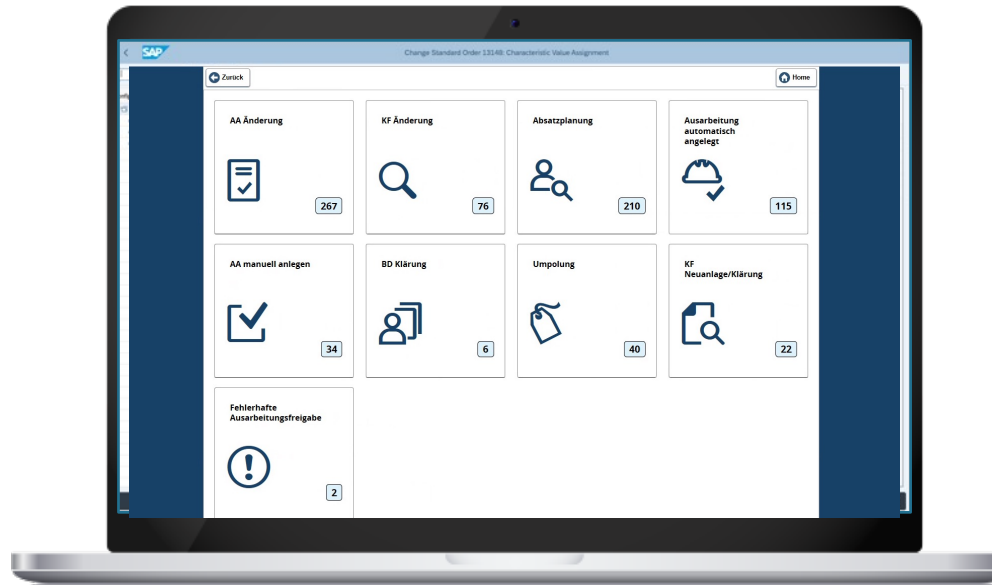 SAP
Change Standard Order 13148: Characteristic Value Assignment
Zurück
Home
AA Änderung
267
KF Änderung
76
Absatzplanung
210
Ausarbeitung
automatisch
angelegt
115
AA manuell anlegen
34
BD Klärung
6
Umpolung
40
KF
Neuanlage/Klärung
22
Fehlerhafte
Ausarbeitungsfreigabe
2